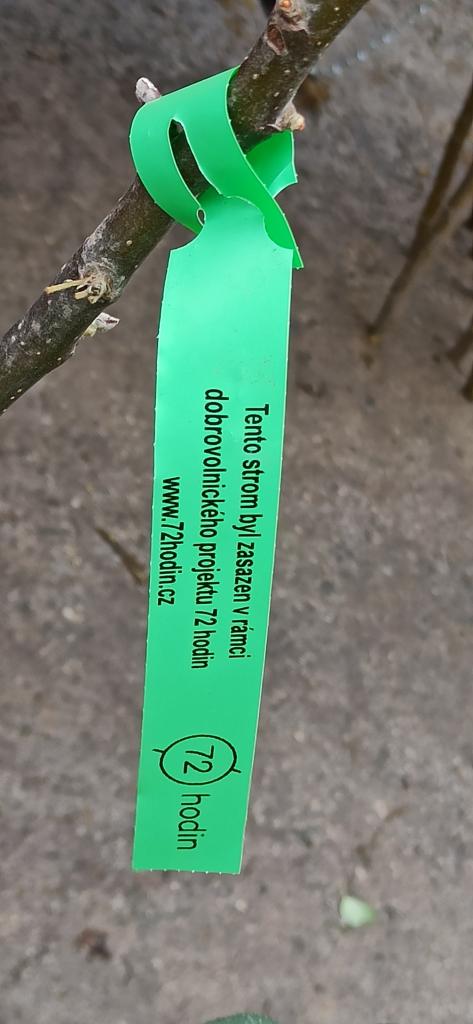 Tento strom byl zasazen v rámci
dobrovolnického projektu 72 hodin
www.72hodin.cz
72 hodin